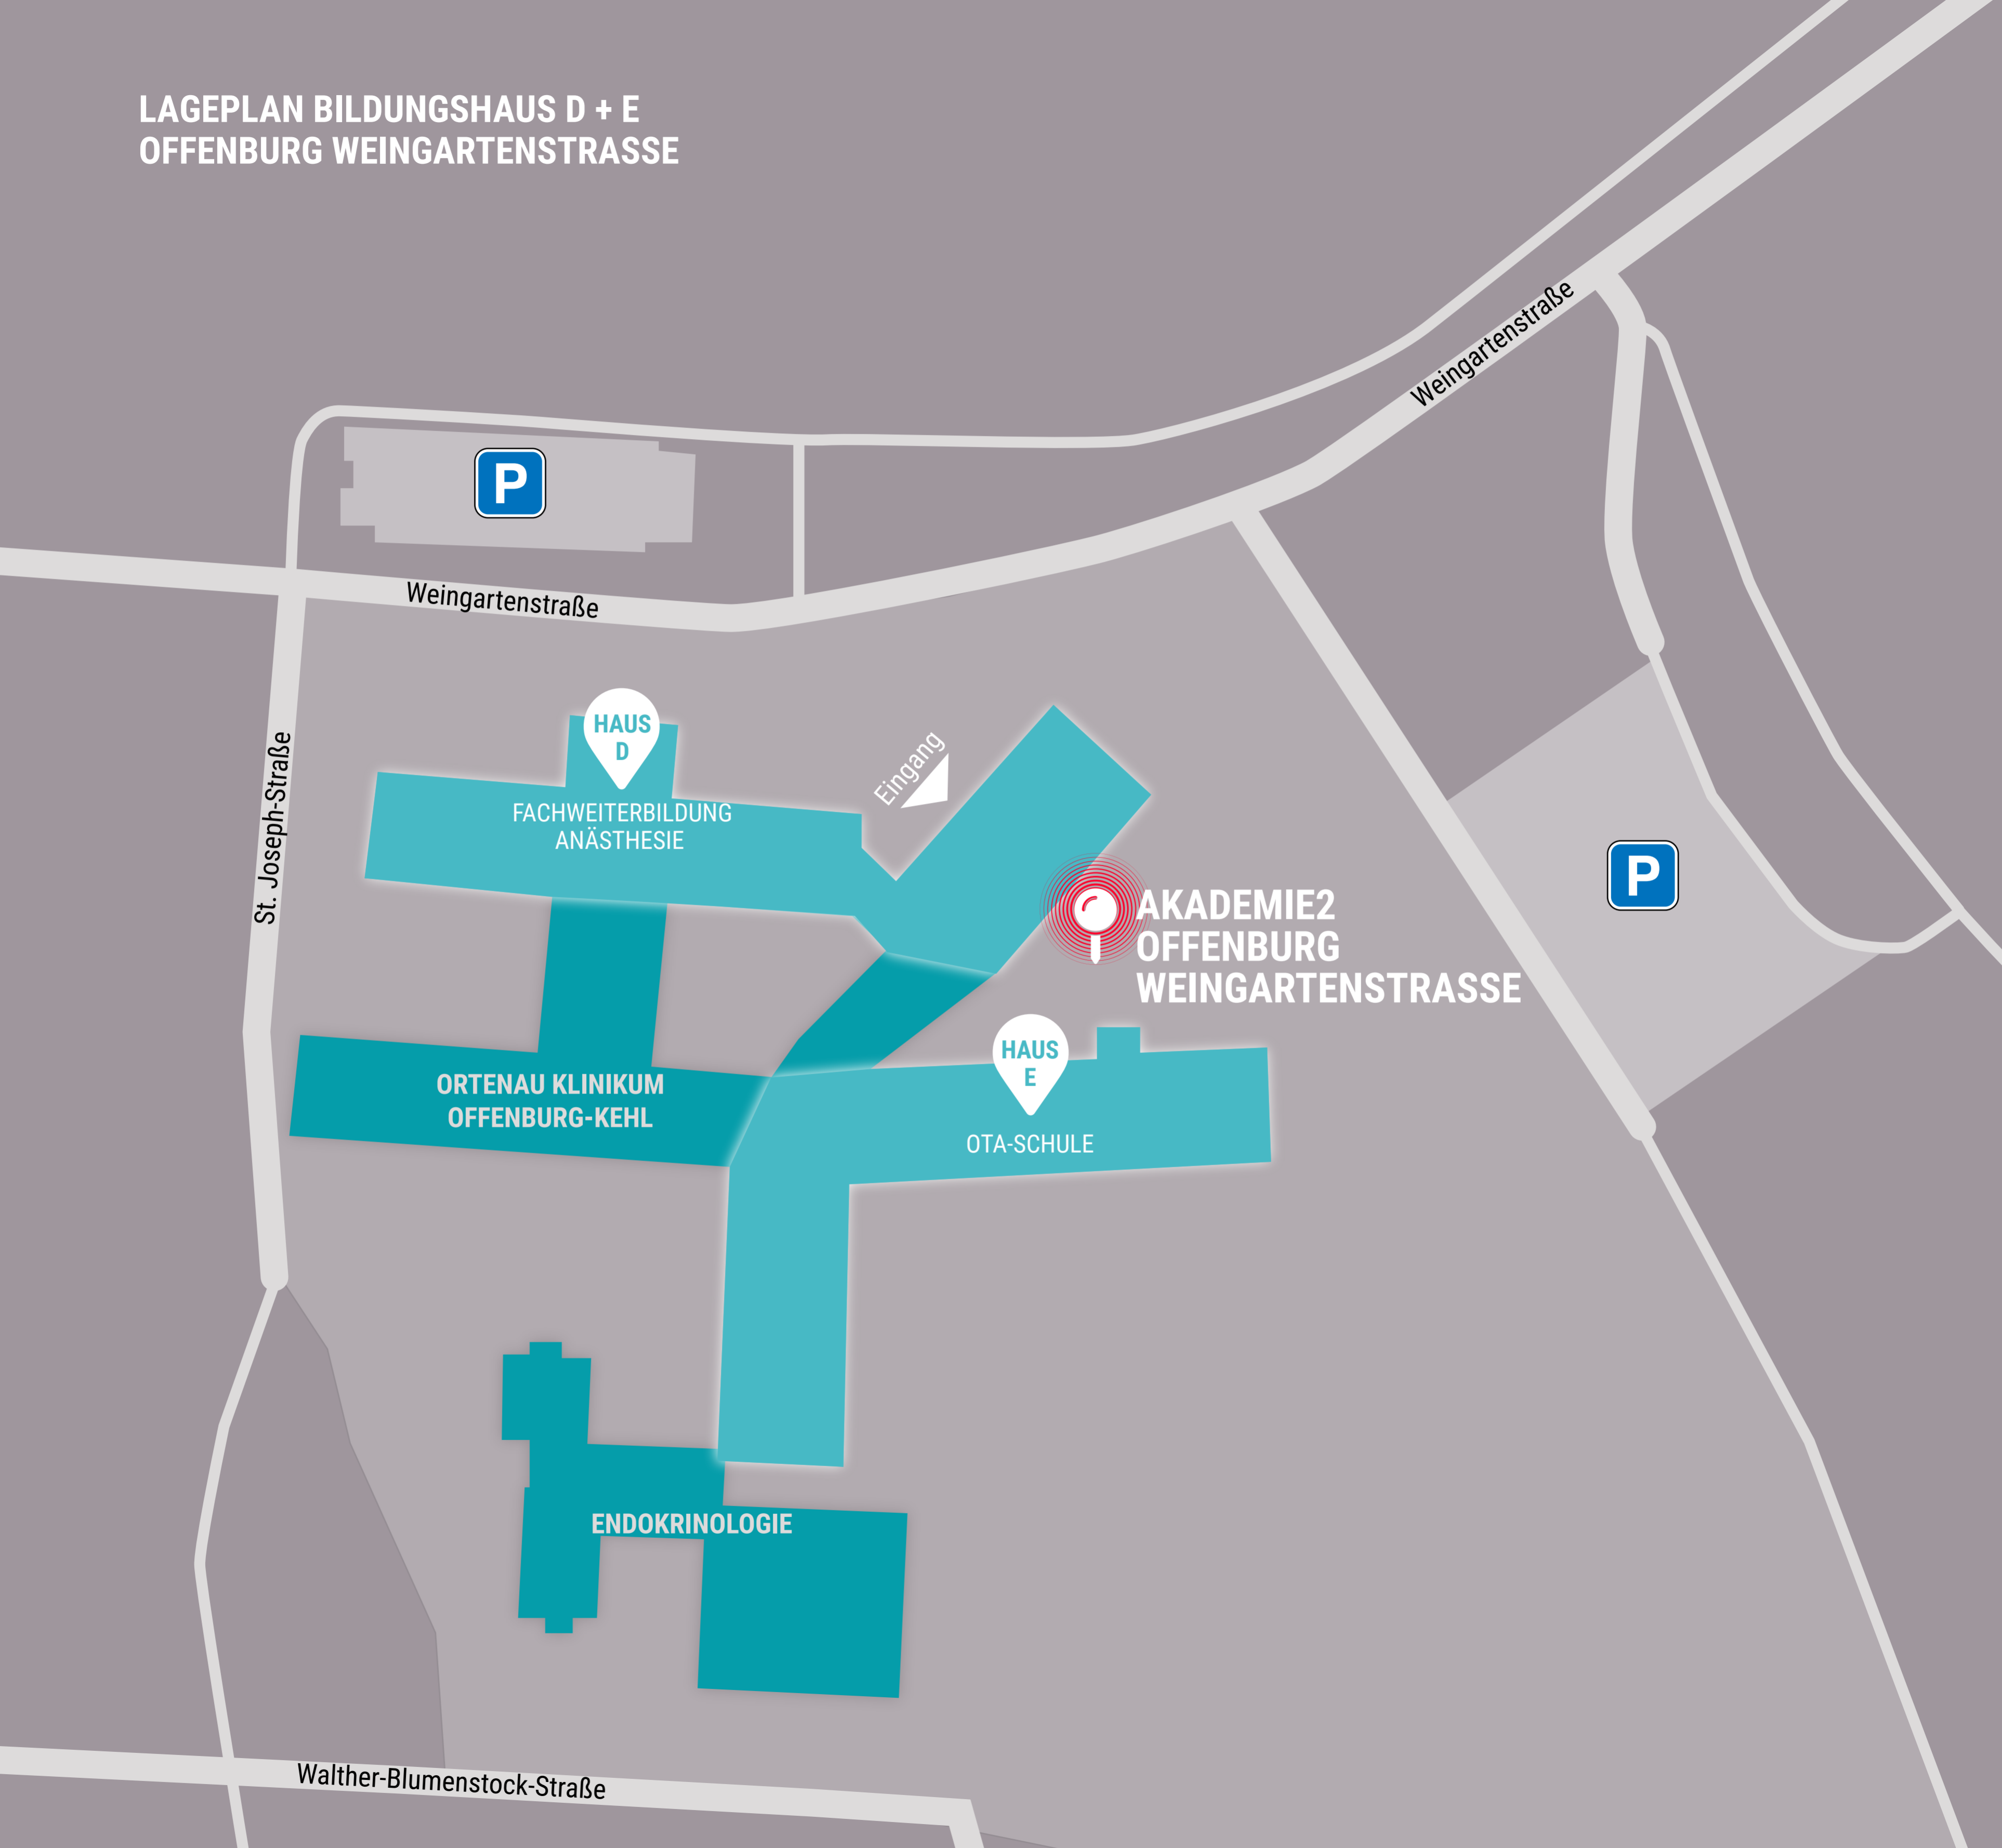 LAGEPLAN BILDUNGSHAUS D + E
OFFENBURG WEINGARTENSTRASSE
Weingartenstraße
P
Weingartenstraße
St. Joseph-Straße
HAUS
D
FACHWEITERBILDUNG
ANÄSTHESIE
Eingang
P
AKADEMIE2
OFFENBURG
WEINGARTENSTRASSE
HAUS
E
OTA-SCHULE
ORTENAU KLINIKUM
OFFENBURG-KEHL
ENDOKRINOLOGIE
Walther-Blumenstock-Straße